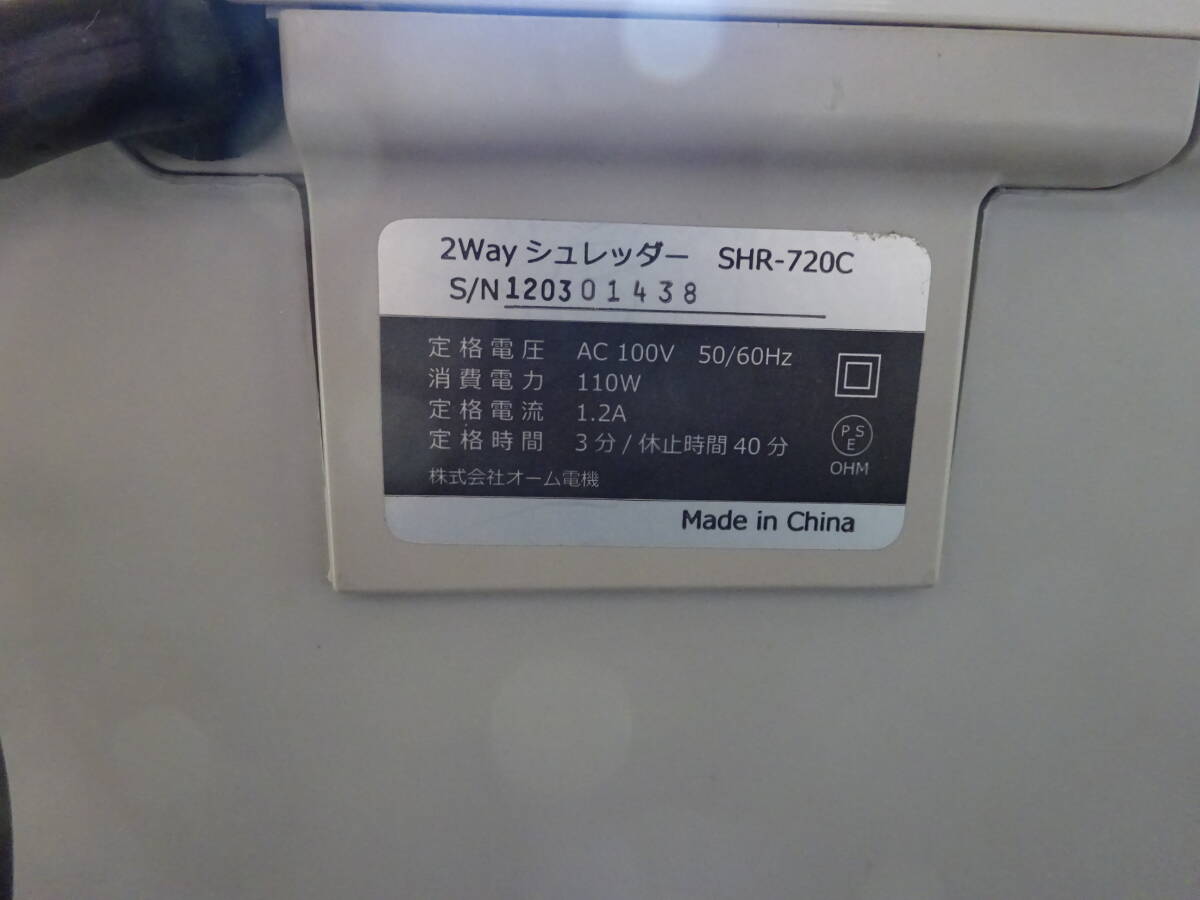 2Way シュレッダー SHR-720C
S/N 120301438
定格電圧 AC 100V 50/60Hz
消費電力 110W
定格電流 1.2A
定格時間 3分/休止時間40分
株式会社オーム電機
PSE
OHM
Made in China